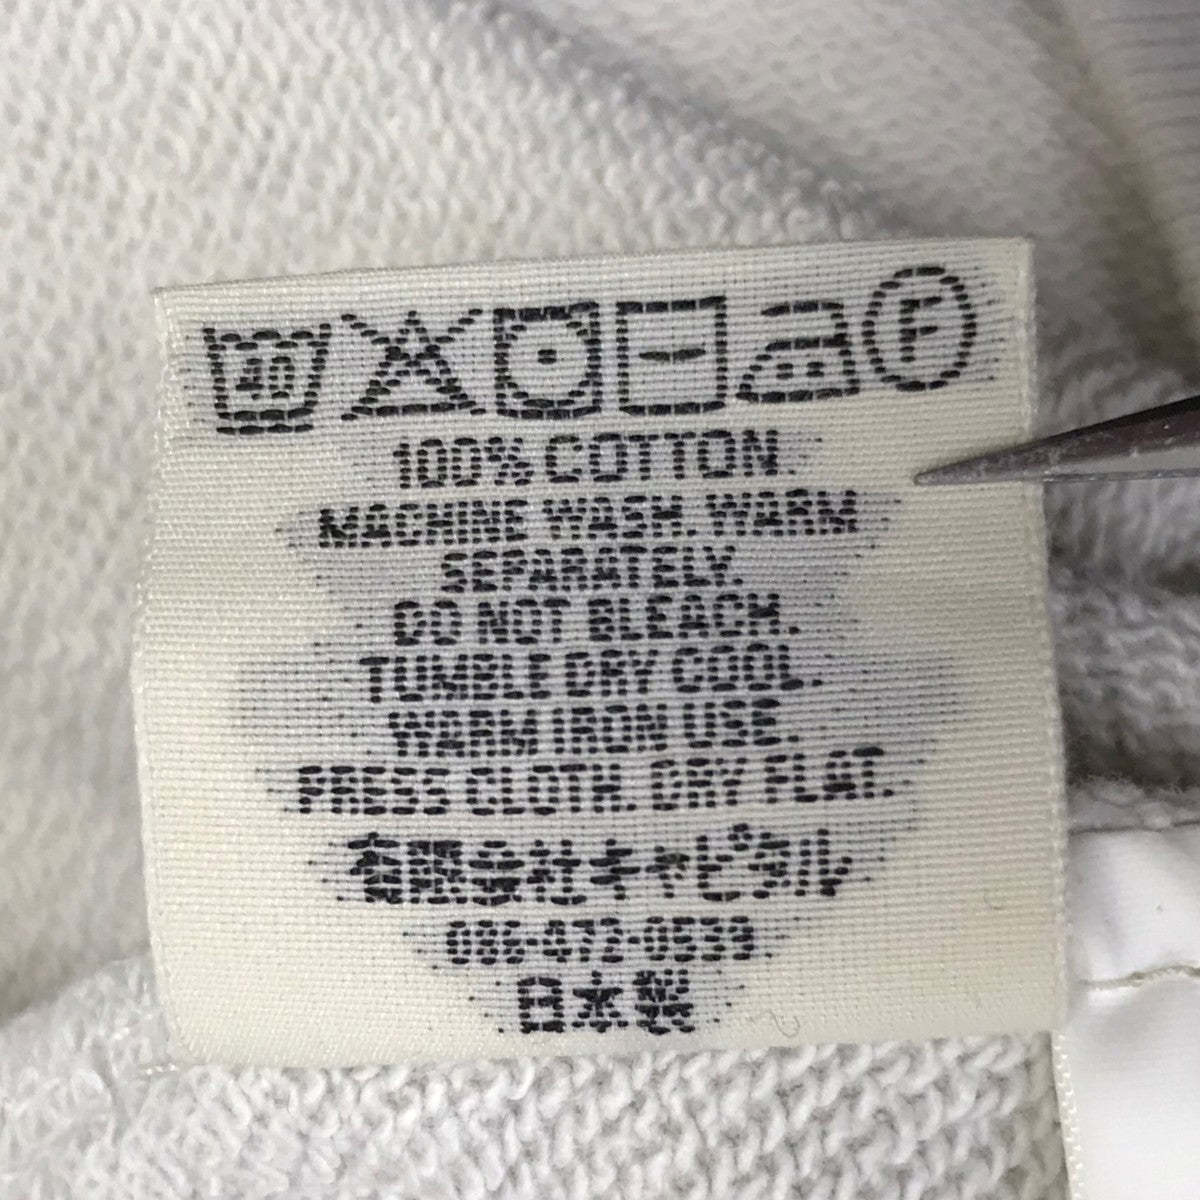 40
F
100% COTTON.
MACHINE WASH. WARM
SEPARATELY.
DO NOT BLEACH.
TUMBLE DRY COOL.
WARM IRON USE.
PRESS CLOTH. DRY FLAT.
有限会社キャピタル
086-472-0539
日本製